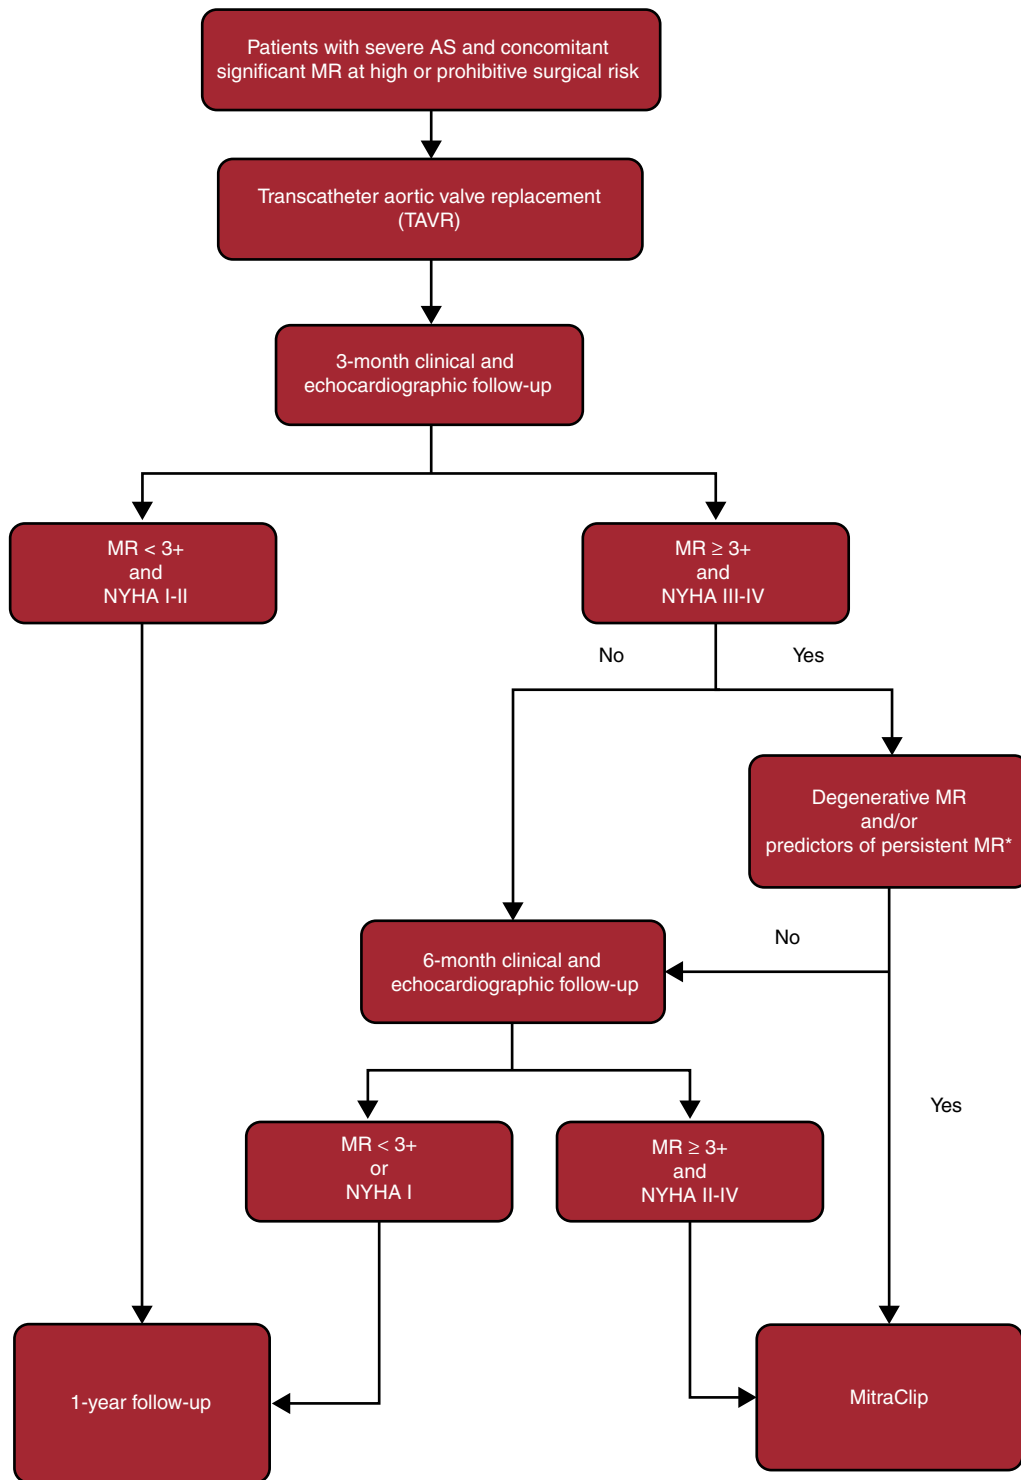 Patients with severe AS and concomitant
significant MR at high or prohibitive surgical risk
Transcatheter aortic valve replacement
(TAVR)
3-month clinical and
echocardiographic follow-up
MR < 3+
and
NYHA I-II
MR ≥ 3+
and
NYHA III-IV
No
Yes
Degenerative MR
and/or
predictors of persistent MR*
No
6-month clinical and
echocardiographic follow-up
Yes
MR < 3+
or
NYHA I
MR ≥ 3+
and
NYHA II-IV
1-year follow-up
MitraClip